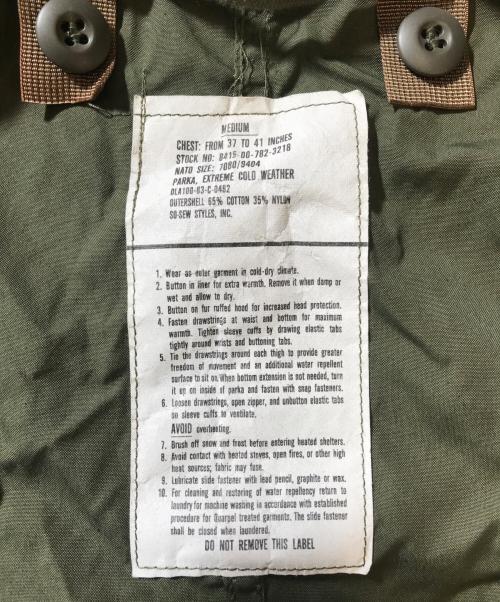 MEDIUM
CHEST: FROM 37 TO 41 INCHES
STOCK NO: 8415-00-782-3218
NATO SIZE: 7080/9404
PARKA, EXTREME COLD WEATHER
DLA100-83-C-0482
OUTERSHELL 65% COTTON 35% NYLON
SO-SEW STYLES, INC.
1. Wear as outer garment in cold-dry climate.
2. Button in liner for extra warmth. Remove it when damp or
wet and allow to dry.
3. Button on fur ruffed hood for increased head protection.
4. Fasten drawstrings at waist and bottom for maximum
warmth. Tighten sleeve cuffs by drawing elastic tabs
tightly around wrists and buttoning tabs.
5. Tie the drawstrings around each thigh to provide greater
freedom of movement and an additional water repellent
surface to sit on. When bottom extension is not needed, turn
it up on inside of parka and fasten with snap fasteners.
6. Loosen drawstrings, open zipper, and unbutton elastic tabs
on sleeve cuffs to ventilate.
AVOID overheating.
7. Brush off snow and frost before entering heated shelters.
8. Avoid contact with heated stoves, open fires, or other high
heat sources; fabric may fuse.
9. Lubricate slide fastener with lead pencil, graphite or wax.
10. For cleaning and restoring of water repellency return to
laundry for machine washing in accordance with established
procedure for Quarpel treated garments. The slide fastener
shall be closed when laundered.
DO NOT REMOVE THIS LABEL